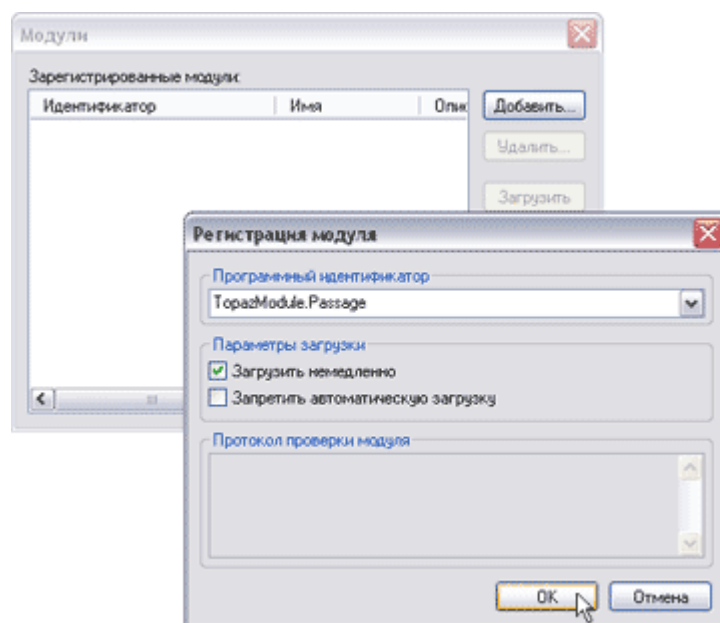 Модули
Зарегистрированные модули:
Идентификатор Имя Опис
Добавить...
Удалить...
Загрузить
Регистрация модуля
Программный идентификатор
TopazModule.Passage
Параметры загрузки
Загрузить немедленно
Запретить автоматическую загрузку
Протокол проверки модуля
OK Отмена